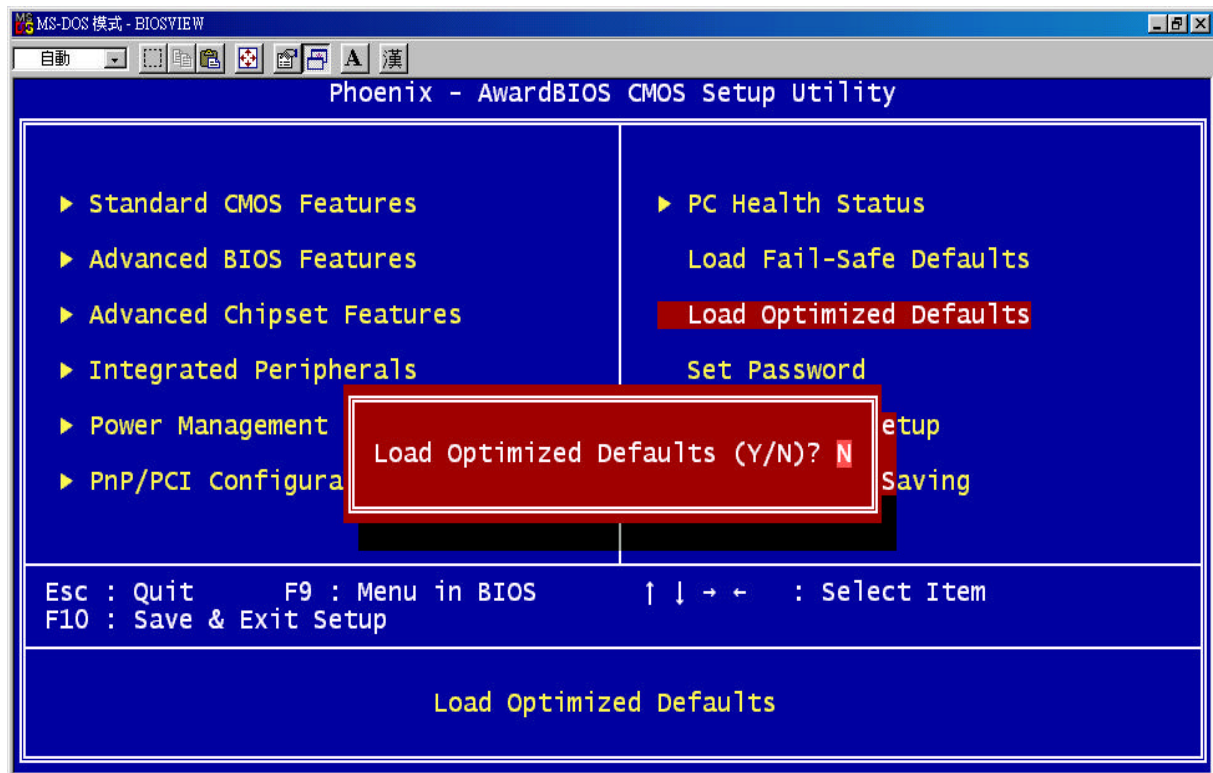 MS-DOS 模式 - BIOSVIEW
自動 A 漢
Phoenix - AwardBIOS CMOS Setup Utility
▶ Standard CMOS Features
▶ Advanced BIOS Features
▶ Advanced Chipset Features
▶ Integrated Peripherals
▶ Power Management
▶ PnP/PCI Configura
▶ PC Health Status
Load Fail-Safe Defaults
Load Optimized Defaults
Set Password
etup
Saving
Load Optimized Defaults (Y/N)? N
Esc : Quit F9 : Menu in BIOS ↑ ↓ → ← : Select Item
F10 : Save & Exit Setup
Load Optimized Defaults